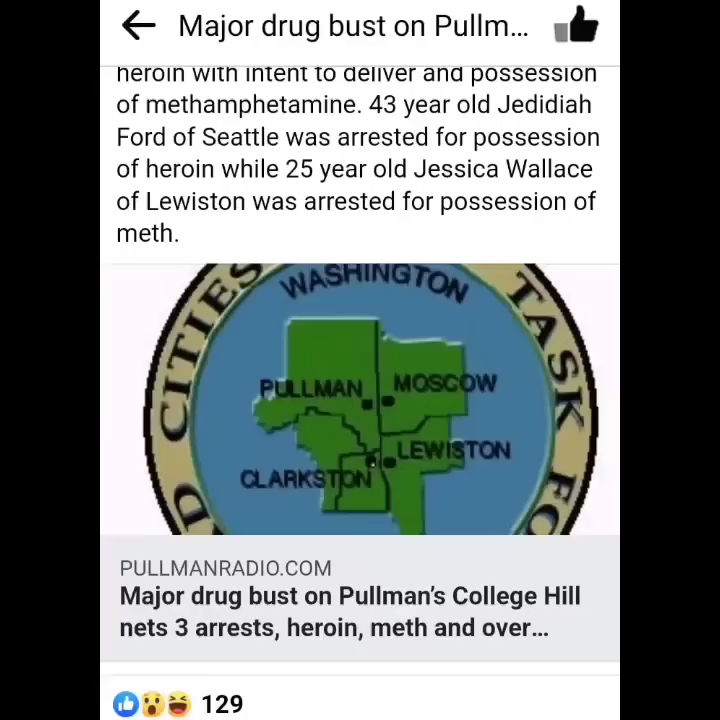 Major drug bust on Pullm...
heroin with intent to deliver and possession
of methamphetamine. 43 year old Jedidiah
Ford of Seattle was arrested for possession
of heroin while 25 year old Jessica Wallace
of Lewiston was arrested for possession of
meth.
CITIES
WASHINGTON
TASK
PULLMAN
MOSCOW
LEWISTON
CLARKSTON
AD
FO
PULLMANRADIO.COM
Major drug bust on Pullman’s College Hill
nets 3 arrests, heroin, meth and over...
129